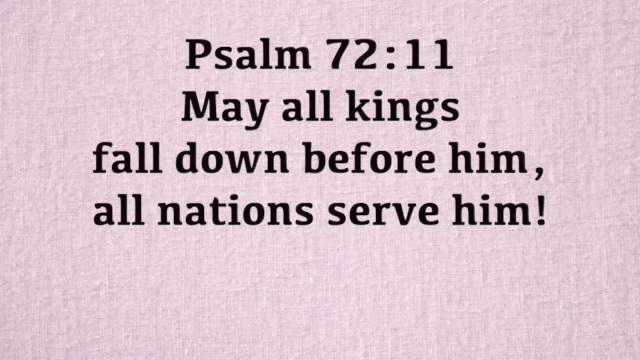 Psalm 72:11
May all kings
fall down before him,
all nations serve him!